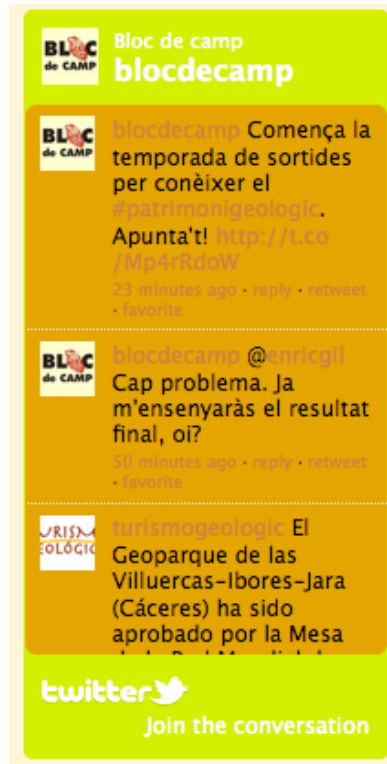 BLOC
de CAMP
Bloc de camp
blocdecamp
BLOC
de CAMP
blocdecamp Comença la
temporada de sortides
per conèixer el
#patrimonigeologic.
Apunta't! http://t.co
/Mp4rRdoW
23 minutes ago · reply · retweet
· favorite
BLOC
de CAMP
blocdecamp @enricgil
Cap problema. Ja
m'ensenyaràs el resultat
final, oi?
50 minutes ago · reply · retweet
· favorite
URISM
EOLÓGIC
turismogeologic El
Geoparque de las
Villuercas-Ibores-Jara
(Cáceres) ha sido
aprobado por la Mesa
twitter
Join the conversation